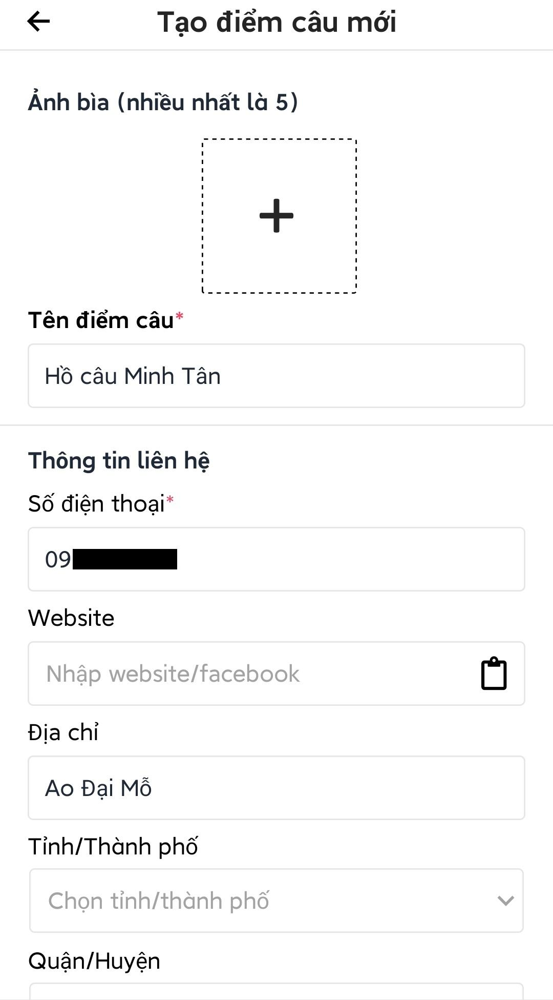 Tạo điểm câu mới
Ảnh bìa (nhiều nhất là 5)
Tên điểm câu*
Hồ câu Minh Tân
Thông tin liên hệ
Số điện thoại*
09
Website
Nhập website/facebook
Địa chỉ
Ao Đại Mỗ
Tỉnh/Thành phố
Chọn tỉnh/thành phố
Quận/Huyện